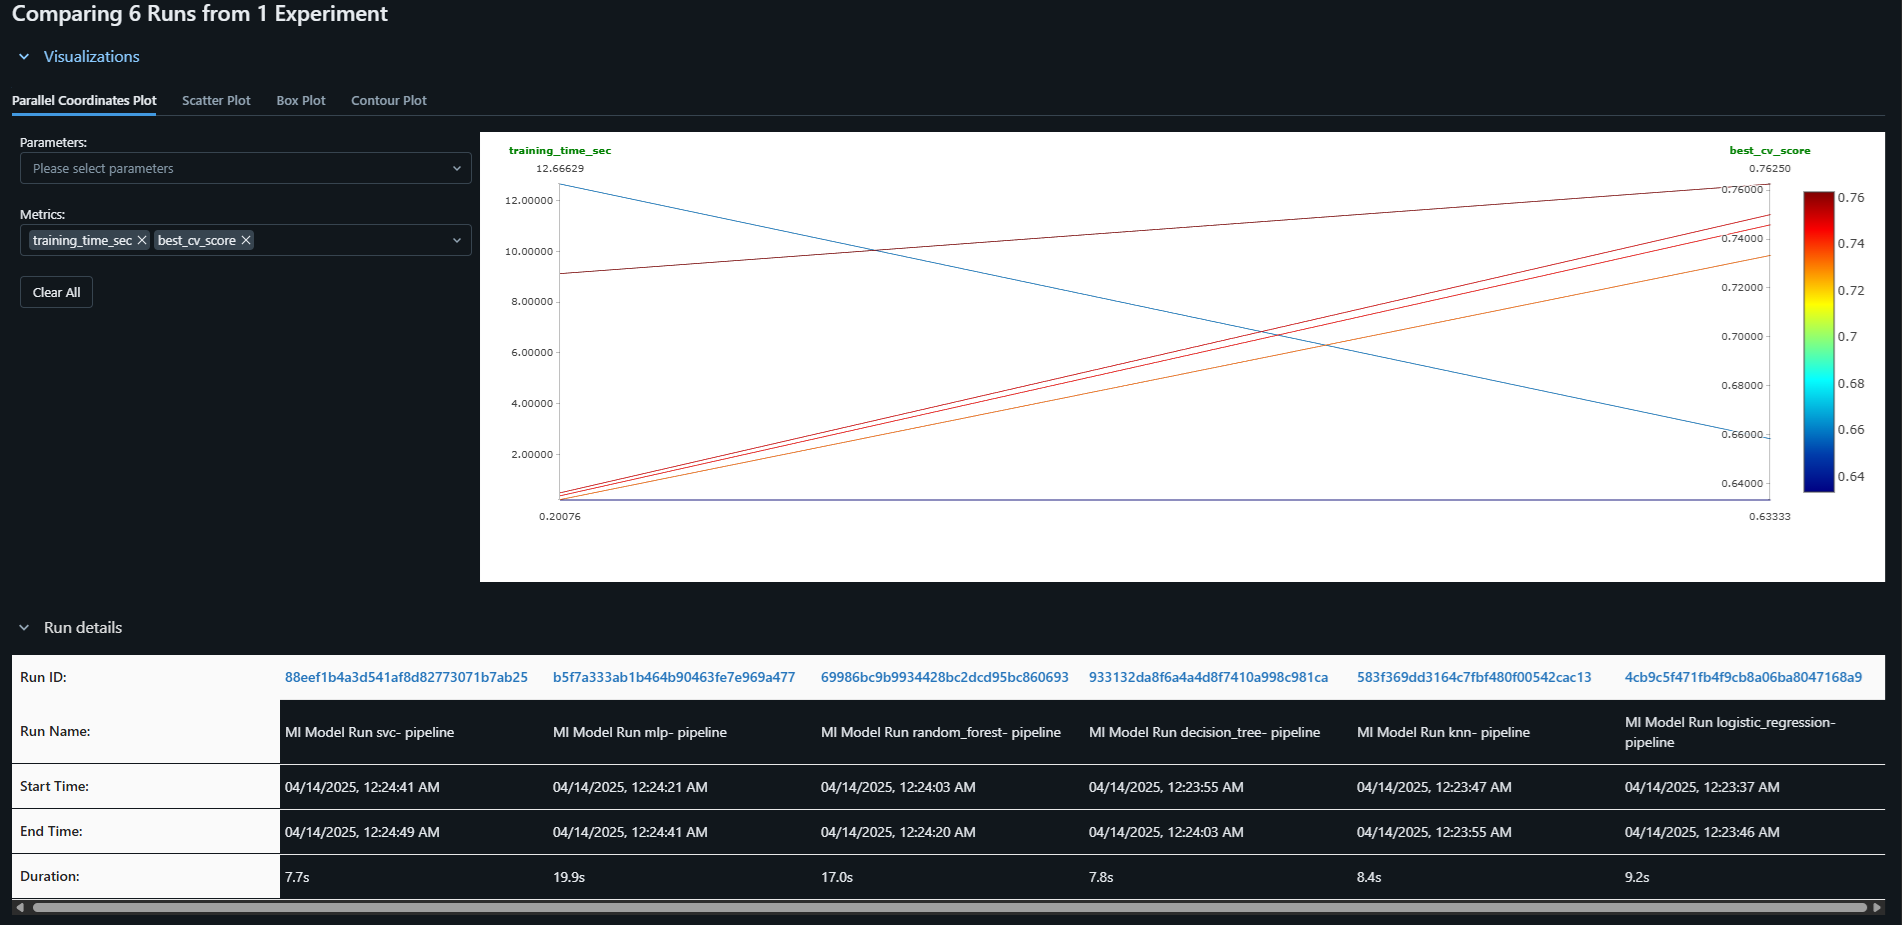 Comparing 6 Runs from 1 Experiment
Visualizations
Parallel Coordinates Plot Scatter Plot Box Plot Contour Plot
Parameters:
Please select parameters
Metrics:
training_time_sec best_cv_score
Clear All
training_time_sec
12.66629
12.00000
10.00000
8.00000
6.00000
4.00000
2.00000
0.20076
best_cv_score
0.76250
0.76000
0.74000
0.72000
0.70000
0.68000
0.66000
0.64000
0.63333
0.76
0.74
0.72
0.7
0.68
0.66
0.64
Run details
Run ID: 88eef1b4a3d541af8d82773071b7ab25 b5f7a333ab1b464b90463fe7e969a477 69986bc9b9934428bc2dcd95bc860693 933132da8f6a4a4d8f7410a998c981ca 583f369dd3164c7fbf480f00542cac13 4cb9c5f471fb4f9cb8a06ba8047168a9
Run Name: MI Model Run svc- pipeline MI Model Run mlp- pipeline MI Model Run random_forest- pipeline MI Model Run decision_tree- pipeline MI Model Run knn- pipeline MI Model Run logistic_regression-
pipeline
Start Time: 04/14/2025, 12:24:41 AM 04/14/2025, 12:24:21 AM 04/14/2025, 12:24:03 AM 04/14/2025, 12:23:55 AM 04/14/2025, 12:23:47 AM 04/14/2025, 12:23:37 AM
End Time: 04/14/2025, 12:24:49 AM 04/14/2025, 12:24:41 AM 04/14/2025, 12:24:20 AM 04/14/2025, 12:24:03 AM 04/14/2025, 12:23:55 AM 04/14/2025, 12:23:46 AM
Duration: 7.7s 19.9s 17.0s 7.8s 8.4s 9.2s